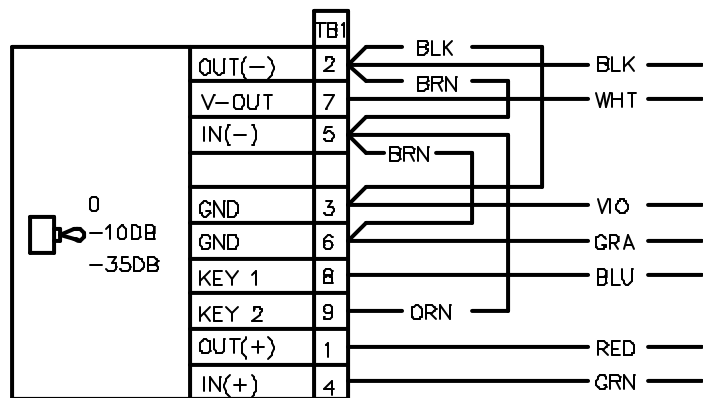 TB1
BLK
OUT(-) 2 BLK
BRN
V-OUT 7 WHT
IN(-) 5
BRN
0
GND 3 VIO
-10DB
GND 6 GRA
-35DB
KEY 1 8 BLU
KEY 2 9 ORN
OUT(+) 1 RED
IN(+) 4 GRN